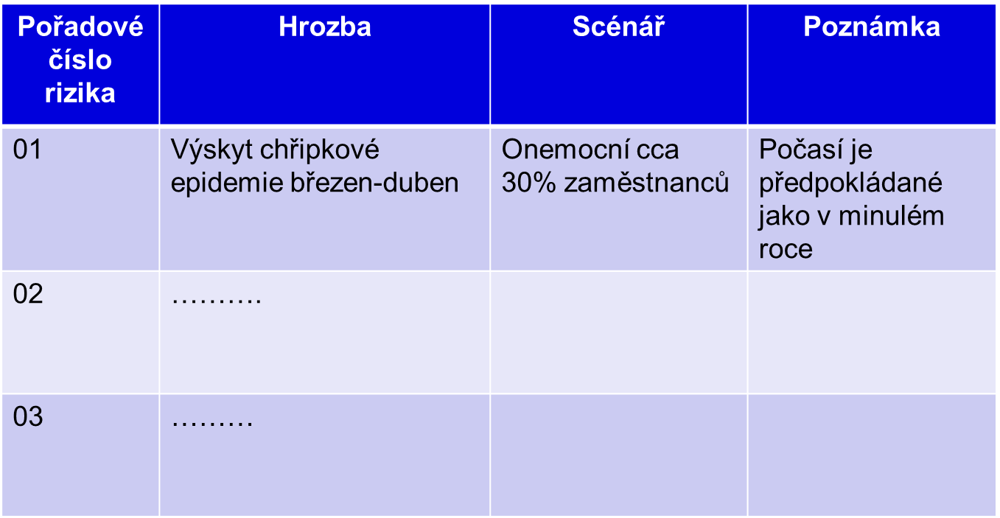 Pořadové
číslo
rizika
Hrozba
Scénář
Poznámka
01
Výskyt chřipkové
epidemie březen-duben
Onemocní cca
30% zaměstnanců
Počasí je
předpokládané
jako v minulém
roce
02
……….
03
………